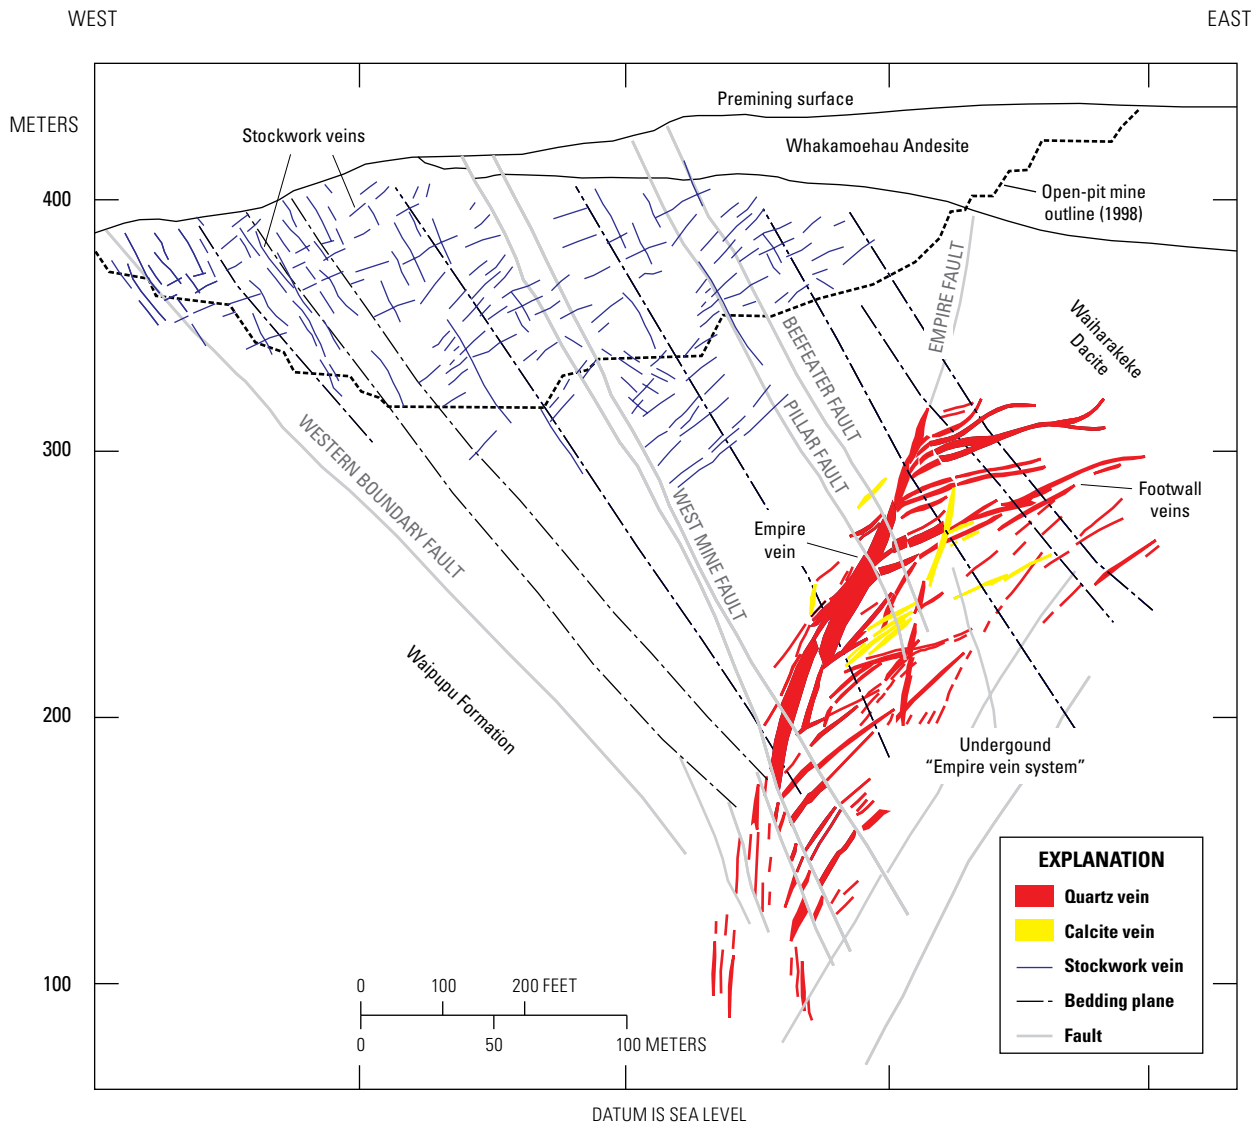 WEST
EAST
METERS
Premining surface
Stockwork veins
Whakamoehau Andesite
Open-pit mine
outline (1998)
400
EMPIRE FAULT
Waiharakeke
Dacite
BEEFEATER FAULT
PILLAR FAULT
WESTERN BOUNDARY FAULT
300
WEST MINE FAULT
Empire
vein
Footwall
veins
Waipupu Formation
200
Undergound
“Empire vein system”
100
0 100 200 FEET
0 50 100 METERS
EXPLANATION
Quartz vein
Calcite vein
Stockwork vein
Bedding plane
Fault
DATUM IS SEA LEVEL